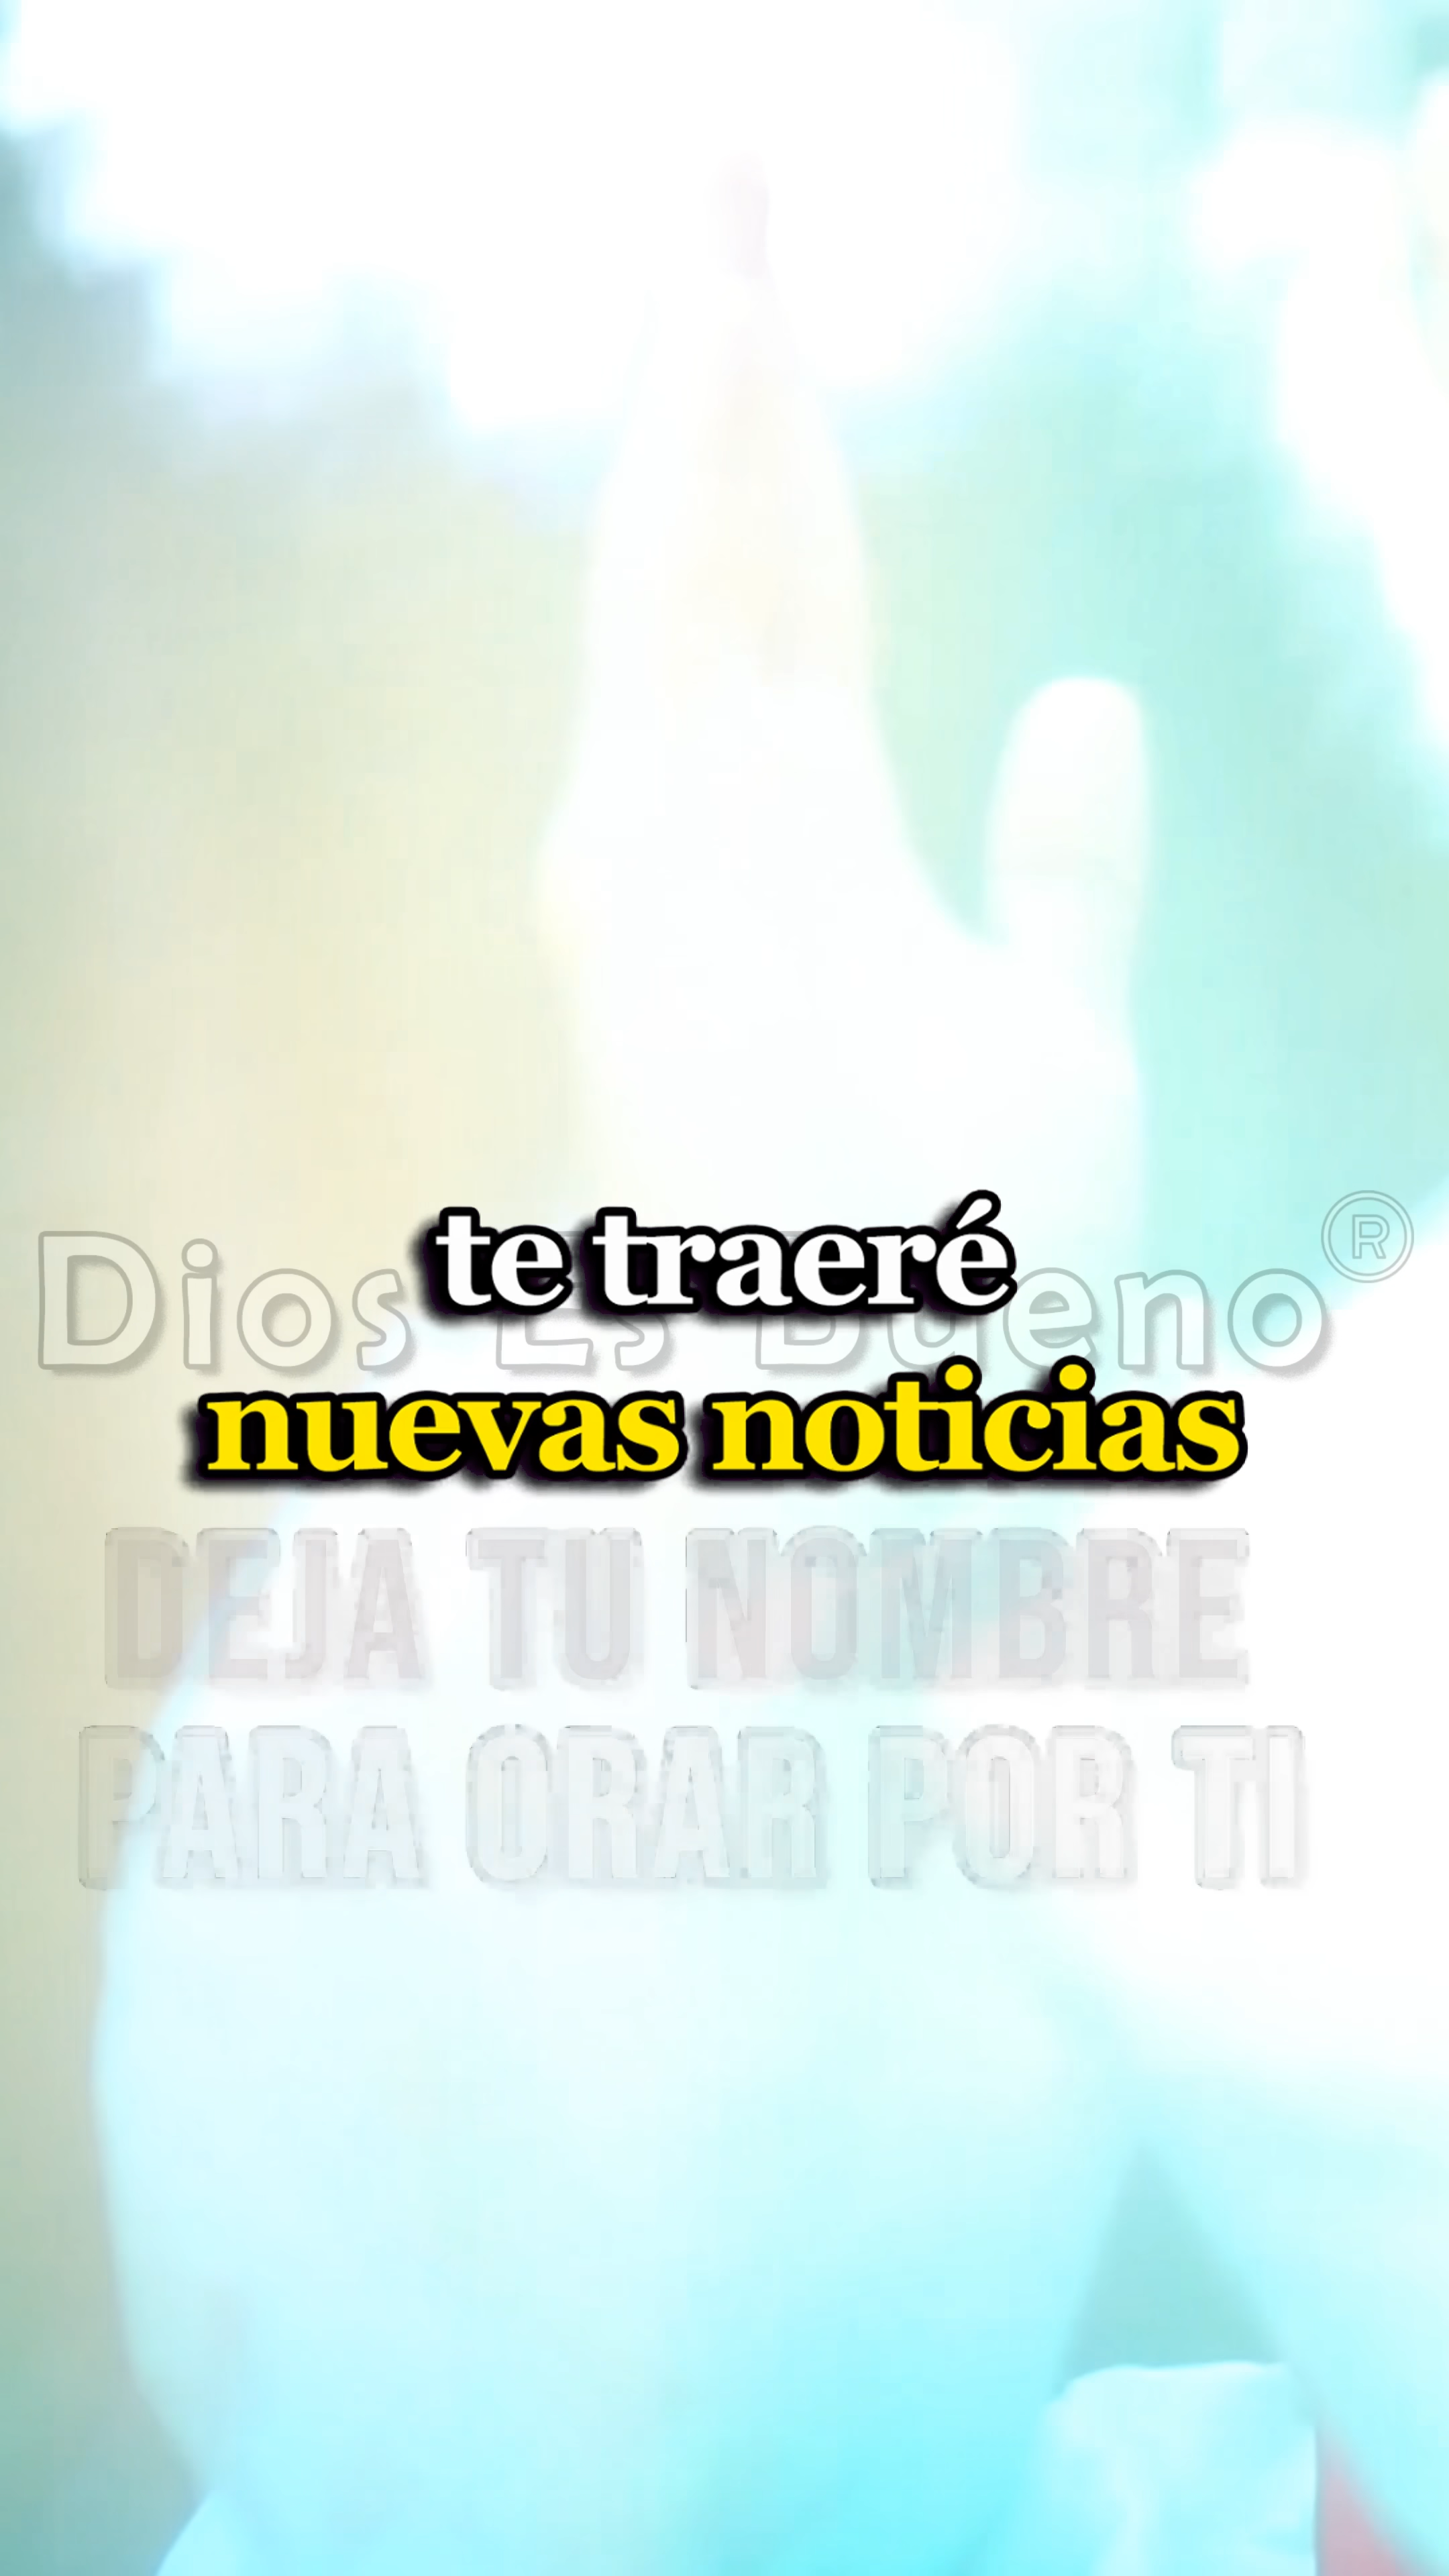 te traeré
Dios Es Bueno®
nuevas noticias
DEJA TU NOMBRE
PARA ORAR POR TI